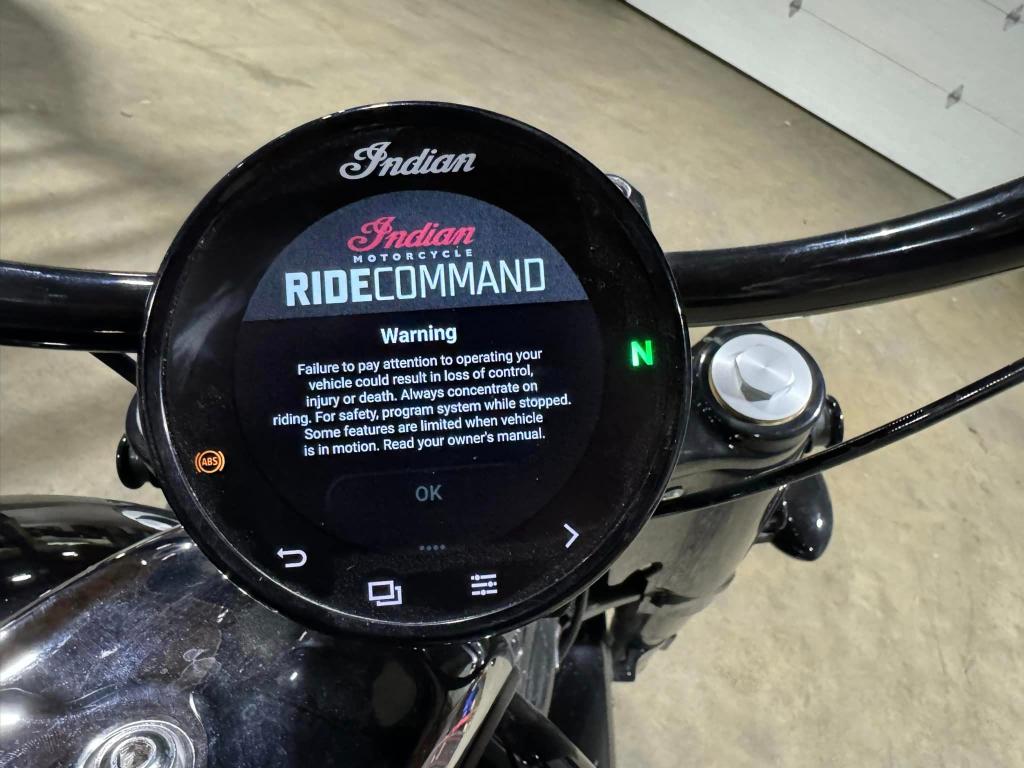 Indian
Indian
MOTORCYCLE
RIDECOMMAND
Warning
Failure to pay attention to operating your
vehicle could result in loss of control,
injury or death. Always concentrate on
riding. For safety, program system while stopped.
Some features are limited when vehicle
is in motion. Read your owner's manual.
N
ABS
OK